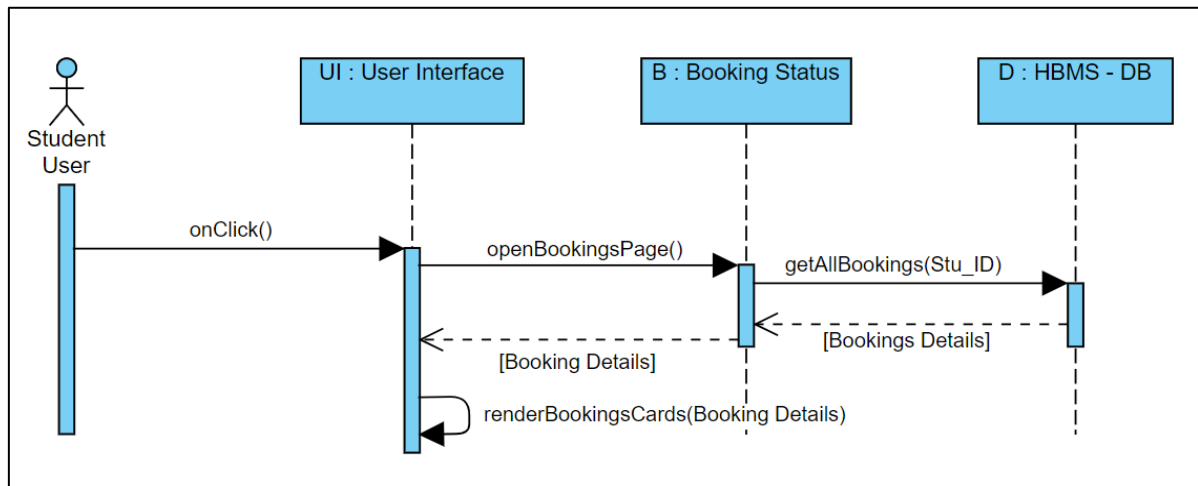 UI : User Interface
B : Booking Status
D : HBMS - DB
Student
User
onClick()
openBookingsPage()
getAllBookings(Stu_ID)
[Bookings Details]
[Booking Details]
renderBookingsCards(Booking Details)